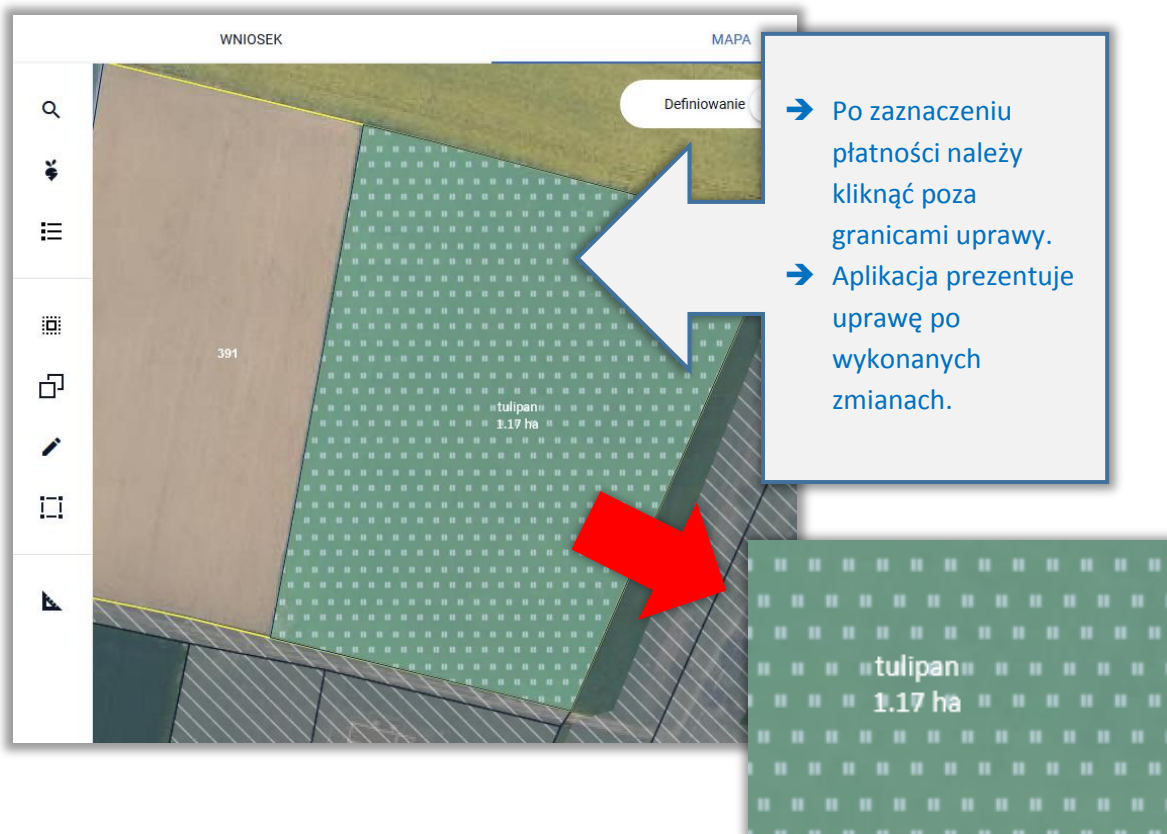 WNIOSEK
MAPA
Definiowanie
391
tulipan
1.17 ha
➔ Po zaznaczeniu
płatności należy
kliknąć poza
granicami uprawy.
➔ Aplikacja prezentuje
uprawę po
wykonanych
zmianach.
tulipan
1.17 ha